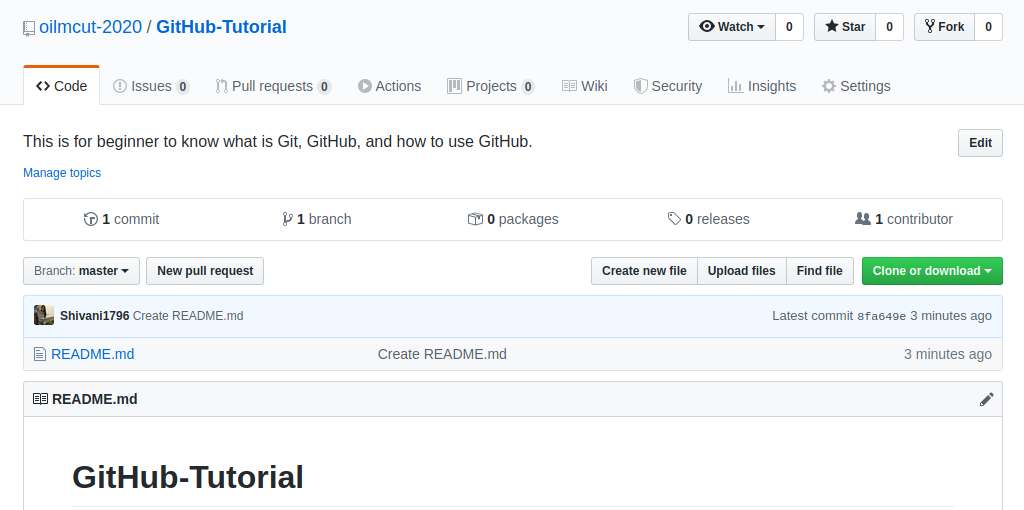 oilmcut-2020 / GitHub-Tutorial
Watch 0 Star 0 Fork 0
Code Issues 0 Pull requests 0 Actions Projects 0 Wiki Security Insights Settings
This is for beginner to know what is Git, GitHub, and how to use GitHub. Edit
Manage topics
1 commit 1 branch 0 packages 0 releases 1 contributor
Branch: master New pull request Create new file Upload files Find file Clone or download
Shivani1796 Create README.md Latest commit 8fa649e 3 minutes ago
README.md Create README.md 3 minutes ago
README.md
GitHub-Tutorial